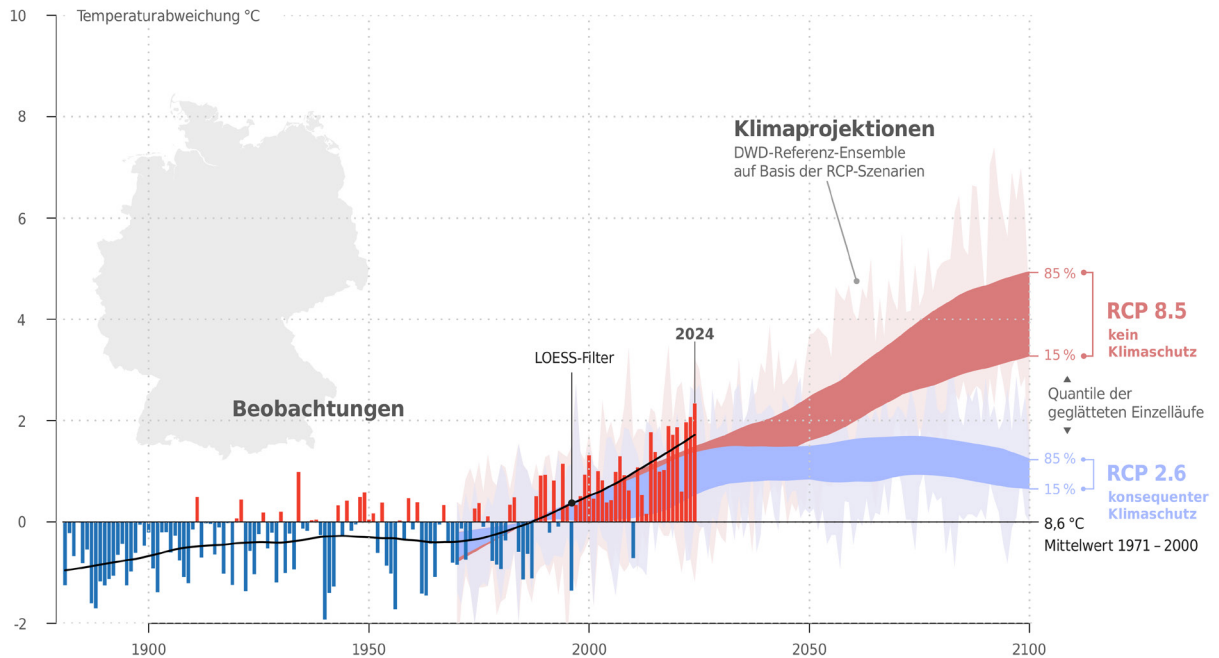 Temperaturabweichung °C
10
8
6
4
2
0
-2
1900
1950
2000
2050
2100
Beobachtungen
LOESS-Filter
2024
Klimaprojektionen
DWD-Referenz-Ensemble
auf Basis der RCP-Szenarien
85 %
15 %
RCP 8.5
kein
Klimaschutz
Quantile der
geglätteten Einzelläufe
85 %
15 %
RCP 2.6
konsequenter
Klimaschutz
8,6 °C
Mittelwert 1971 – 2000